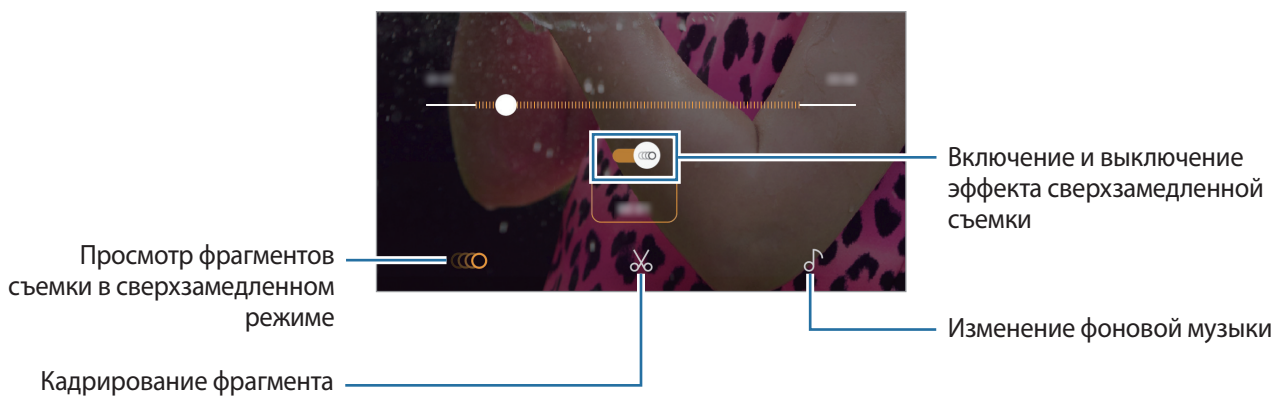 Включение и выключение
эффекта сверхзамедленной
съемки
Просмотр фрагментов
съемки в сверхзамедленном
режиме
Изменение фоновой музыки
Кадрирование фрагмента